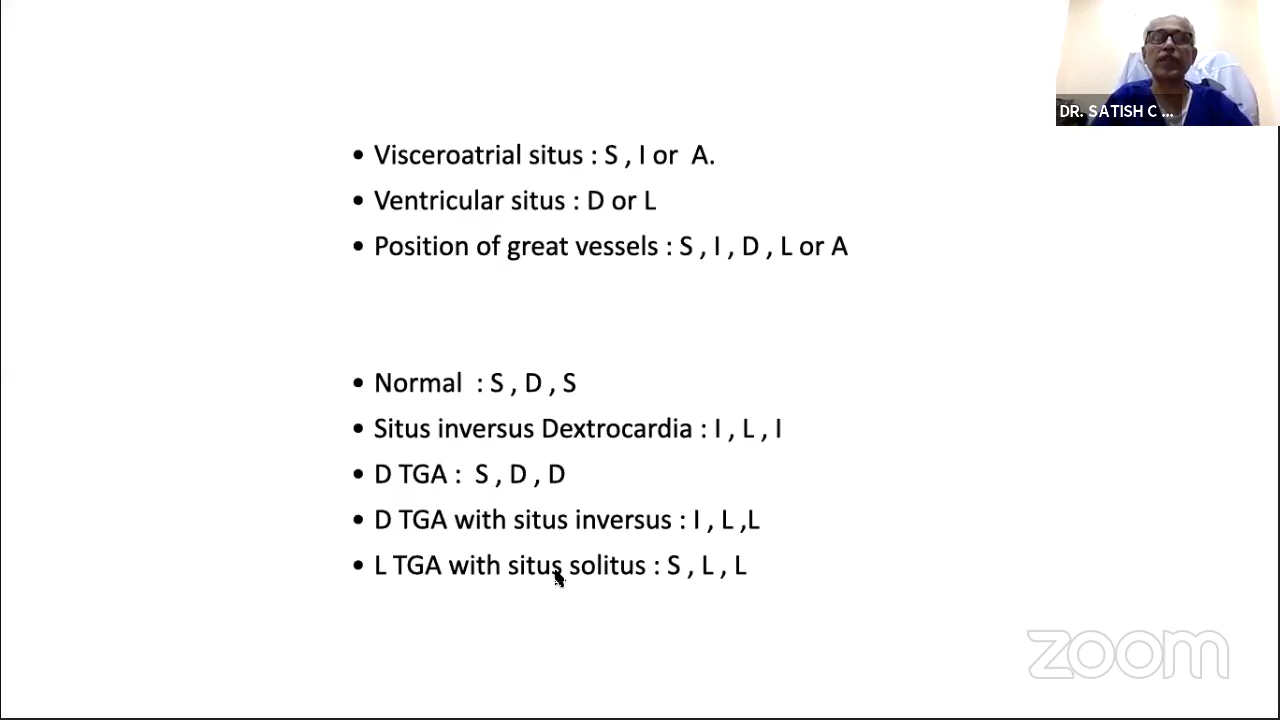 DR. SATISH C ...
• Visceroatrial situs : S , I or A.
• Ventricular situs : D or L
• Position of great vessels : S , I , D , L or A
• Normal : S , D , S
• Situs inversus Dextrocardia : I , L , I
• D TGA : S , D , D
• D TGA with situs inversus : I , L ,L
• L TGA with situs solitus : S , L , L
zoom